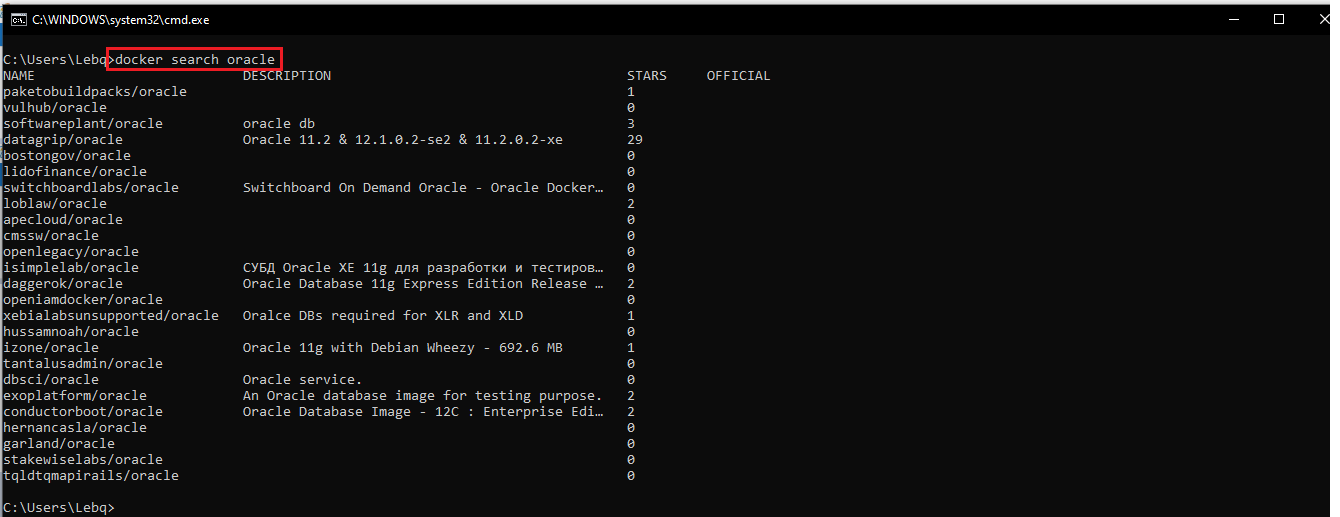 C:\WINDOWS\system32\cmd.exe
C:\Users\Lebq>docker search oracle
NAME DESCRIPTION STARS OFFICIAL
paketobuildpacks/oracle 1
vulhub/oracle 0
softwareplant/oracle oracle db 3
datagrip/oracle Oracle 11.2 & 12.1.0.2-se2 & 11.2.0.2-xe 29
bostongov/oracle 0
lidofinance/oracle 0
switchboardlabs/oracle Switchboard On Demand Oracle - Oracle Docker… 0
loblaw/oracle 2
apecloud/oracle 0
cmssw/oracle 0
openlegacy/oracle 0
isimplelab/oracle СУБД Oracle XE 11g для разработки и тестиров… 0
daggerok/oracle Oracle Database 11g Express Edition Release … 2
openiamdocker/oracle 0
xebialabsunsupported/oracle Oralce DBs required for XLR and XLD 1
hussamnoah/oracle 0
izone/oracle Oracle 11g with Debian Wheezy - 692.6 MB 1
tantalusadmin/oracle 0
dbsci/oracle Oracle service. 0
exoplatform/oracle An Oracle database image for testing purpose. 2
conductorboot/oracle Oracle Database Image - 12C : Enterprise Edi… 2
hernancasla/oracle 0
garland/oracle 0
stakewiselabs/oracle 0
tqldtqmapirails/oracle 0
C:\Users\Lebq>